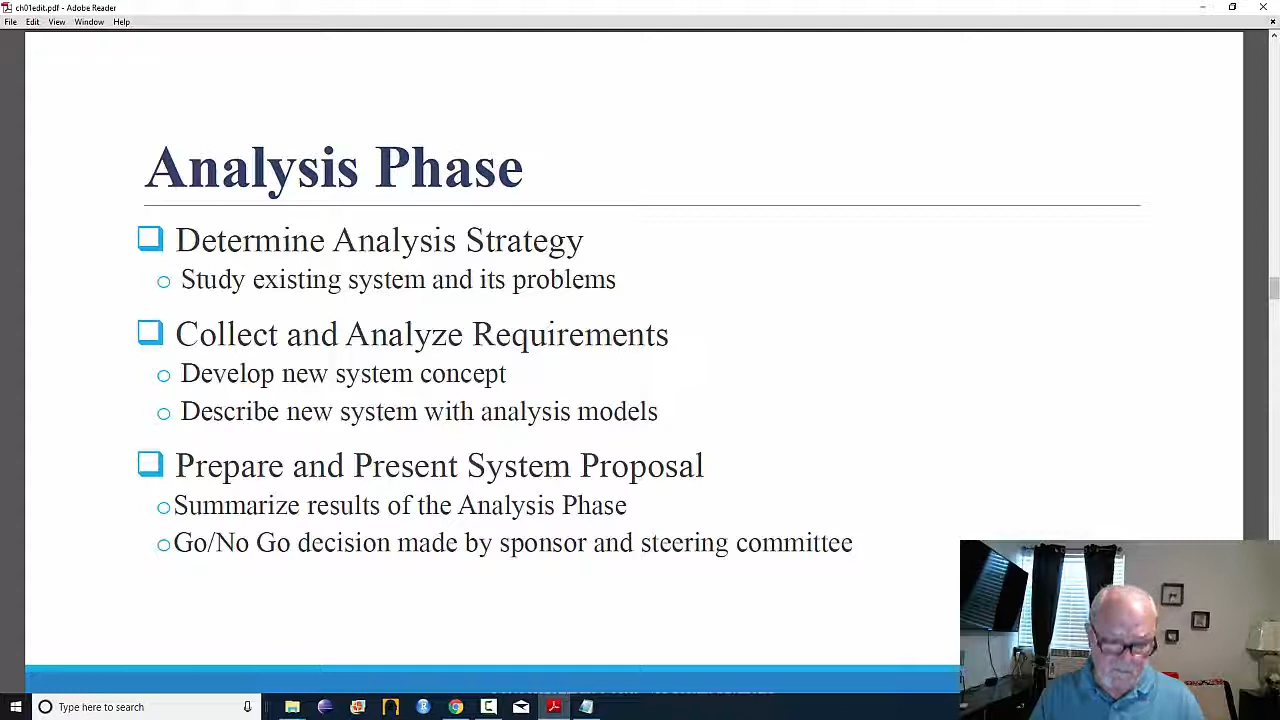 ch01edit.pdf - Adobe Reader
File Edit View Window Help
Analysis Phase
Determine Analysis Strategy
Study existing system and its problems
Collect and Analyze Requirements
Develop new system concept
Describe new system with analysis models
Prepare and Present System Proposal
Summarize results of the Analysis Phase
Go/No Go decision made by sponsor and steering committee
Type here to search